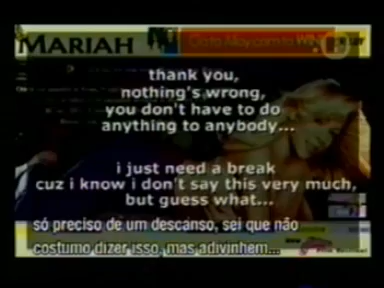 MARIAH
thank you,
nothing's wrong,
you don't have to do
anything to anybody...
i just need a break
cuz i know i don't say this very much,
but guess what...
só preciso de um descanso, sei que não
costumo dizer isso, mas adivinhem...